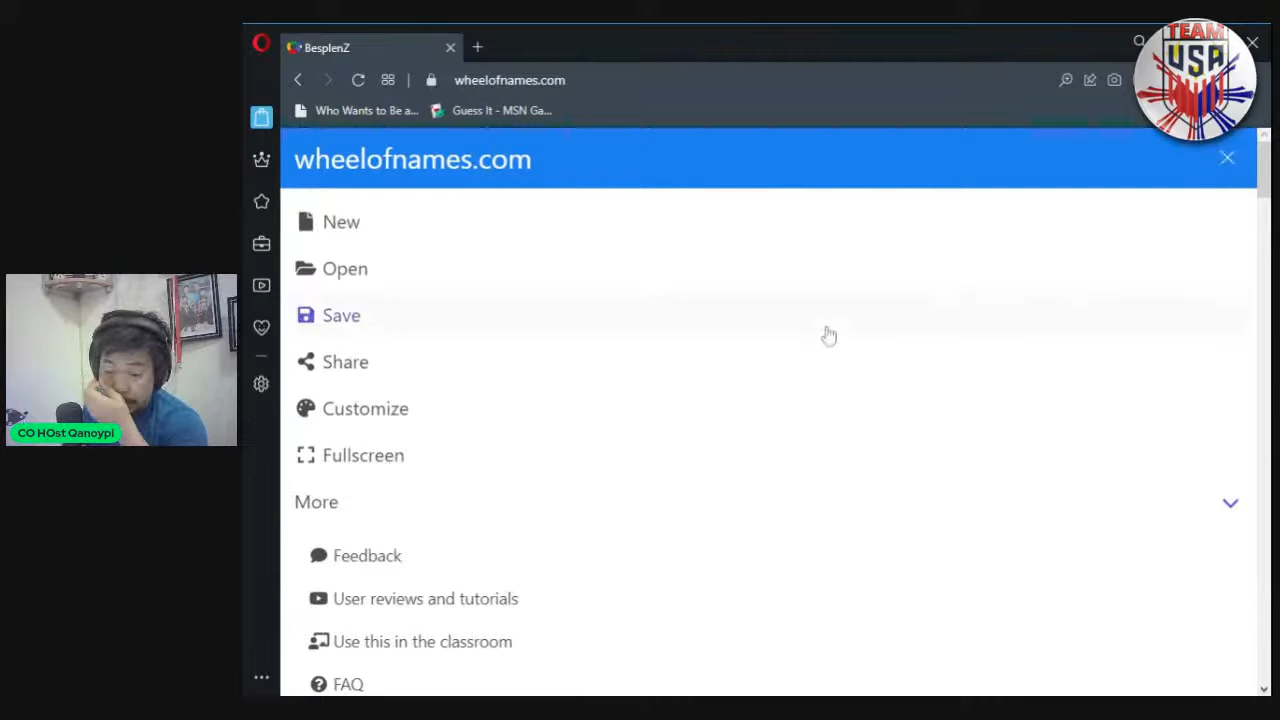 BesplenZ
TEAM
USA
wheelofnames.com
Who Wants to Be a...
Guess It - MSN Ga...
wheelofnames.com
New
Open
Save
Share
Customize
Fullscreen
More
Feedback
User reviews and tutorials
Use this in the classroom
FAQ
CO HOst Qanoypi